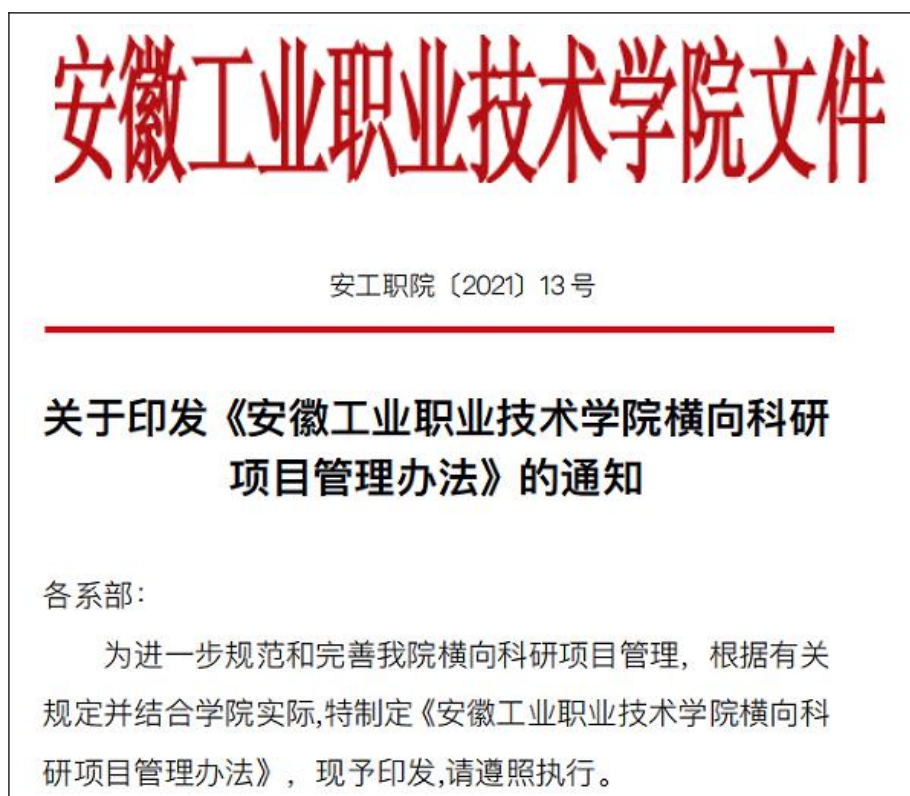 安徽工业职业技术学院文件
安工职院〔2021〕13号
关于印发《安徽工业职业技术学院横向科研
项目管理办法》的通知
各系部：
为进一步规范和完善我院横向科研项目管理，根据有关
规定并结合学院实际,特制定《安徽工业职业技术学院横向科
研项目管理办法》，现予印发,请遵照执行。